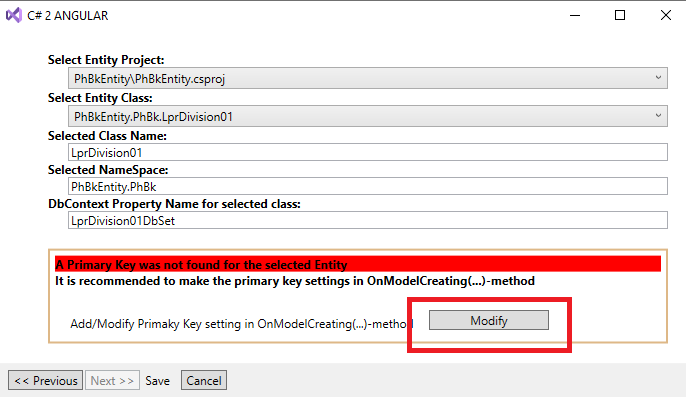 C# 2 ANGULAR
Select Entity Project:
PhBkEntity\PhBkEntity.csproj
Select Entity Class:
PhBkEntity.PhBk.LprDivision01
Selected Class Name:
LprDivision01
Selected NameSpace:
PhBkEntity.PhBk
DbContext Property Name for selected class:
LprDivision01DbSet
A Primary Key was not found for the selected Entity
It is recommended to make the primary key settings in OnModelCreating(...)-method
Add/Modify Primaky Key setting in OnModelCreating(...)-method Modify
<< Previous Next >> Save Cancel